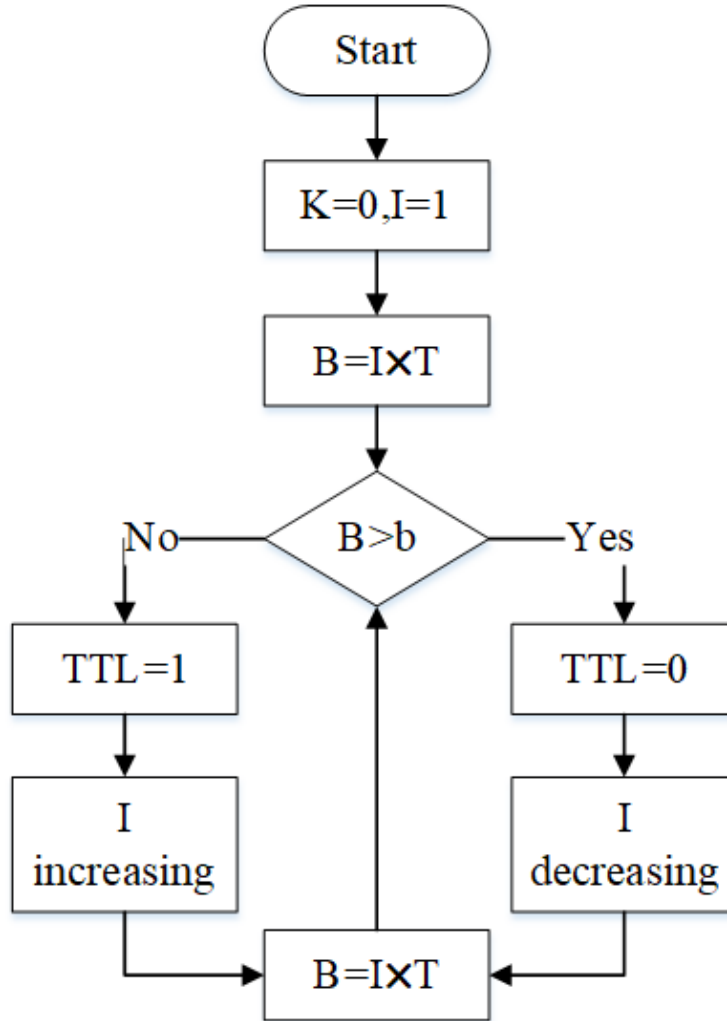 Start
K=0,I=1
B=I×T
B>b
No
Yes
TTL=1
TTL=0
I
increasing
I
decreasing
B=I×T